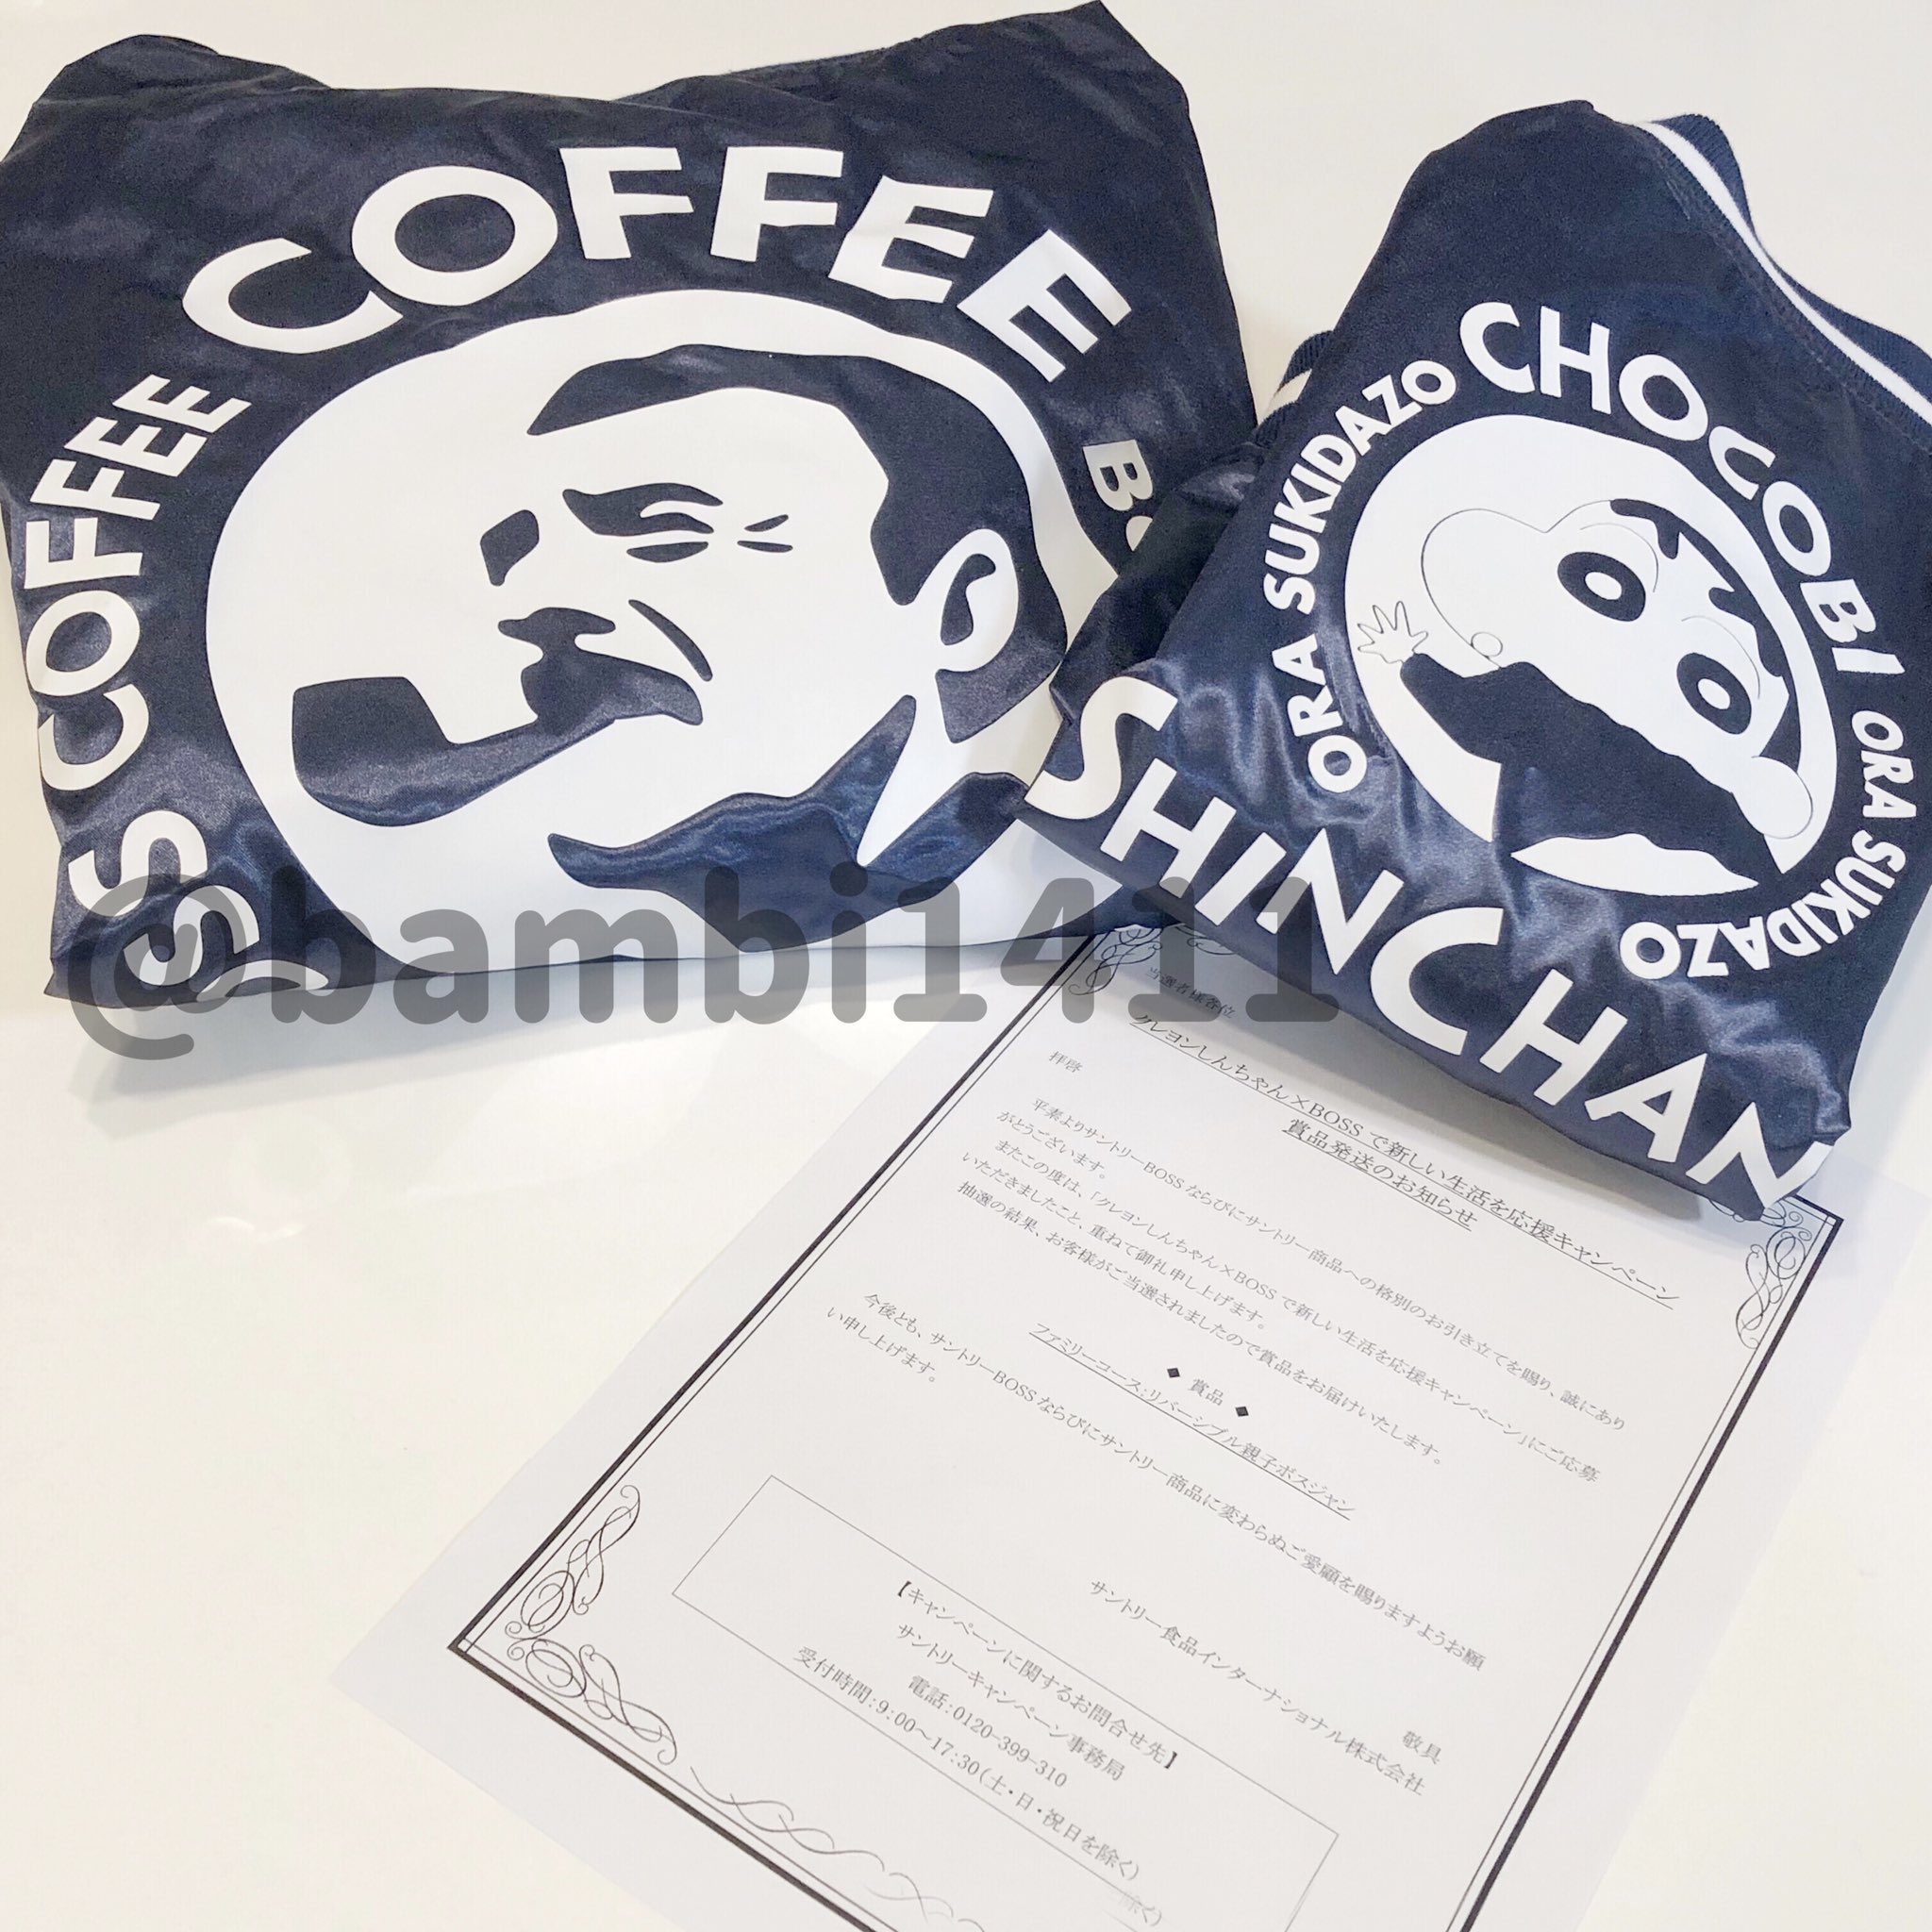 COFFEE
SS COFFEE
BO
CHOCOBI
ORA SUKIDAZO
ORA SUKIDAZO
SHINCHAN
@bambi1411
当選者様各位
クレヨンしんちゃん×BOSSで新しい生活を応援キャンペーン
賞品発送のお知らせ
拝啓
平素よりサントリーBOSSならびにサントリー商品への格別のお引き立てを賜り、誠にあり
がとうございます。
またこの度は、「クレヨンしんちゃん×BOSSで新しい生活を応援キャンペーン」にご応募
いただきましたこと、重ねて御礼申し上げます。
抽選の結果、お客様がご当選されましたので賞品をお届けいたします。
◆ 賞品 ◆
ファミリーコース:リバーシブル親子ボスジャン
今後とも、サントリーBOSSならびにサントリー商品に変わらぬご愛顧を賜りますようお願
い申し上げます。
敬具
サントリー食品インターナショナル株式会社
【キャンペーンに関するお問合せ先】
サントリーキャンペーン事務局
電話:0120-399-310
受付時間:9:00～17:30(土・日・祝日を除く)
除く)